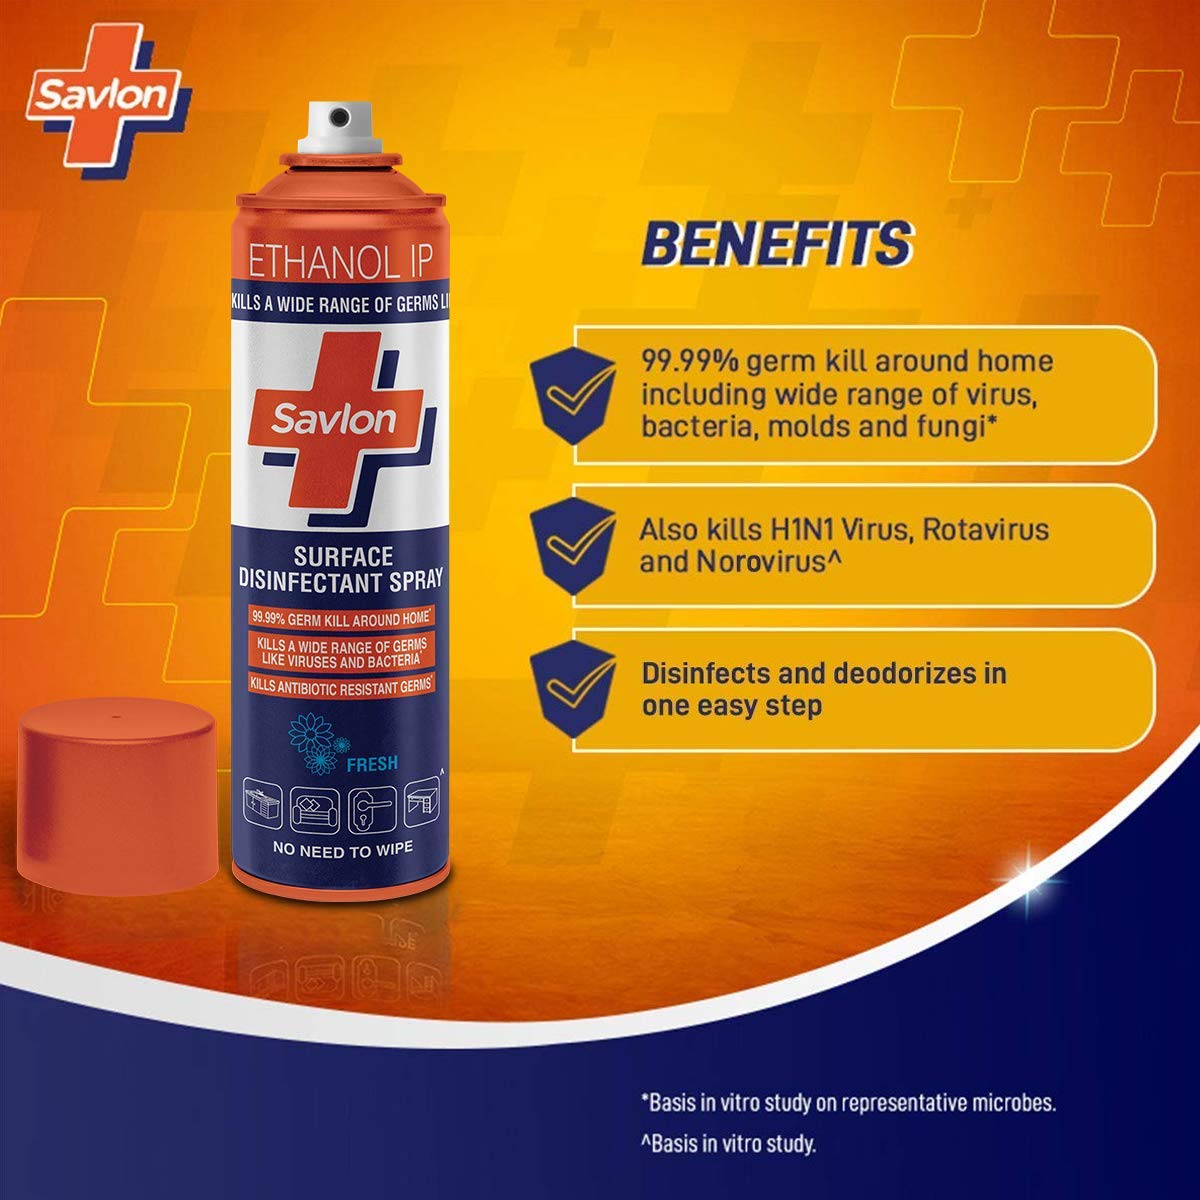 Savlon
ETHANOL IP
KILLS A WIDE RANGE OF GERMS
Savlon
SURFACE
DISINFECTANT SPRAY
99.99% GERM KILL AROUND HOME*
KILLS A WIDE RANGE OF GERMS
LIKE VIRUSES AND BACTERIA*
KILLS ANTIBIOTIC RESISTANT GERMS*
FRESH
^
NO NEED TO WIPE
BENEFITS
99.99% germ kill around home
including wide range of virus,
bacteria, molds and fungi*
Also kills H1N1 Virus, Rotavirus
and Norovirus^
Disinfects and deodorizes in
one easy step
*Basis in vitro study on representative microbes.
^Basis in vitro study.